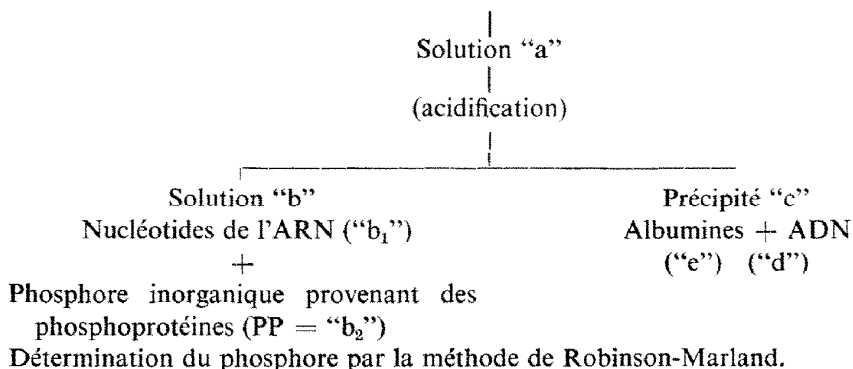 Solution “a”
(acidification)
Solution “b”
Nucléotides de l’ARN (“b₁”)
+
Phosphore inorganique provenant des
phosphoprotéines (PP = “b₂”)
Précipité “c”
Albumines + ADN
(“e”) (“d”)
Détermination du phosphore par la méthode de Robinson-Marland.